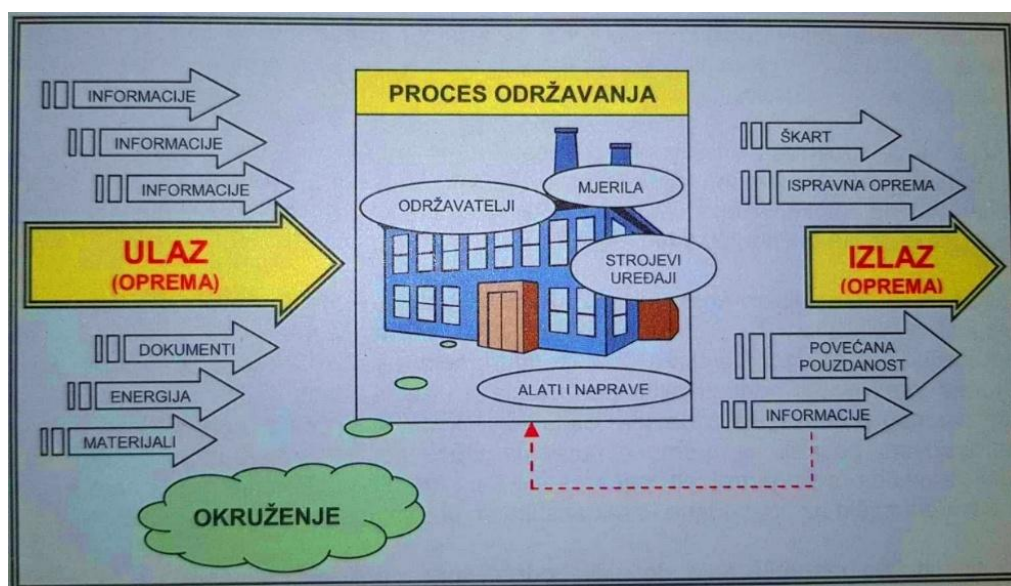 INFORMACIJE
INFORMACIJE
INFORMACIJE
ULAZ
(OPREMA)
DOKUMENTI
ENERGIJA
MATERIJALI
PROCES ODRŽAVANJA
MJERILA
ODRŽAVATELJI
STROJEVI
UREĐAJI
ALATI I NAPRAVE
ŠKART
ISPRAVNA OPREMA
IZLAZ
(OPREMA)
POVEĆANA
POUZDANOST
INFORMACIJE
OKRUŽENJE